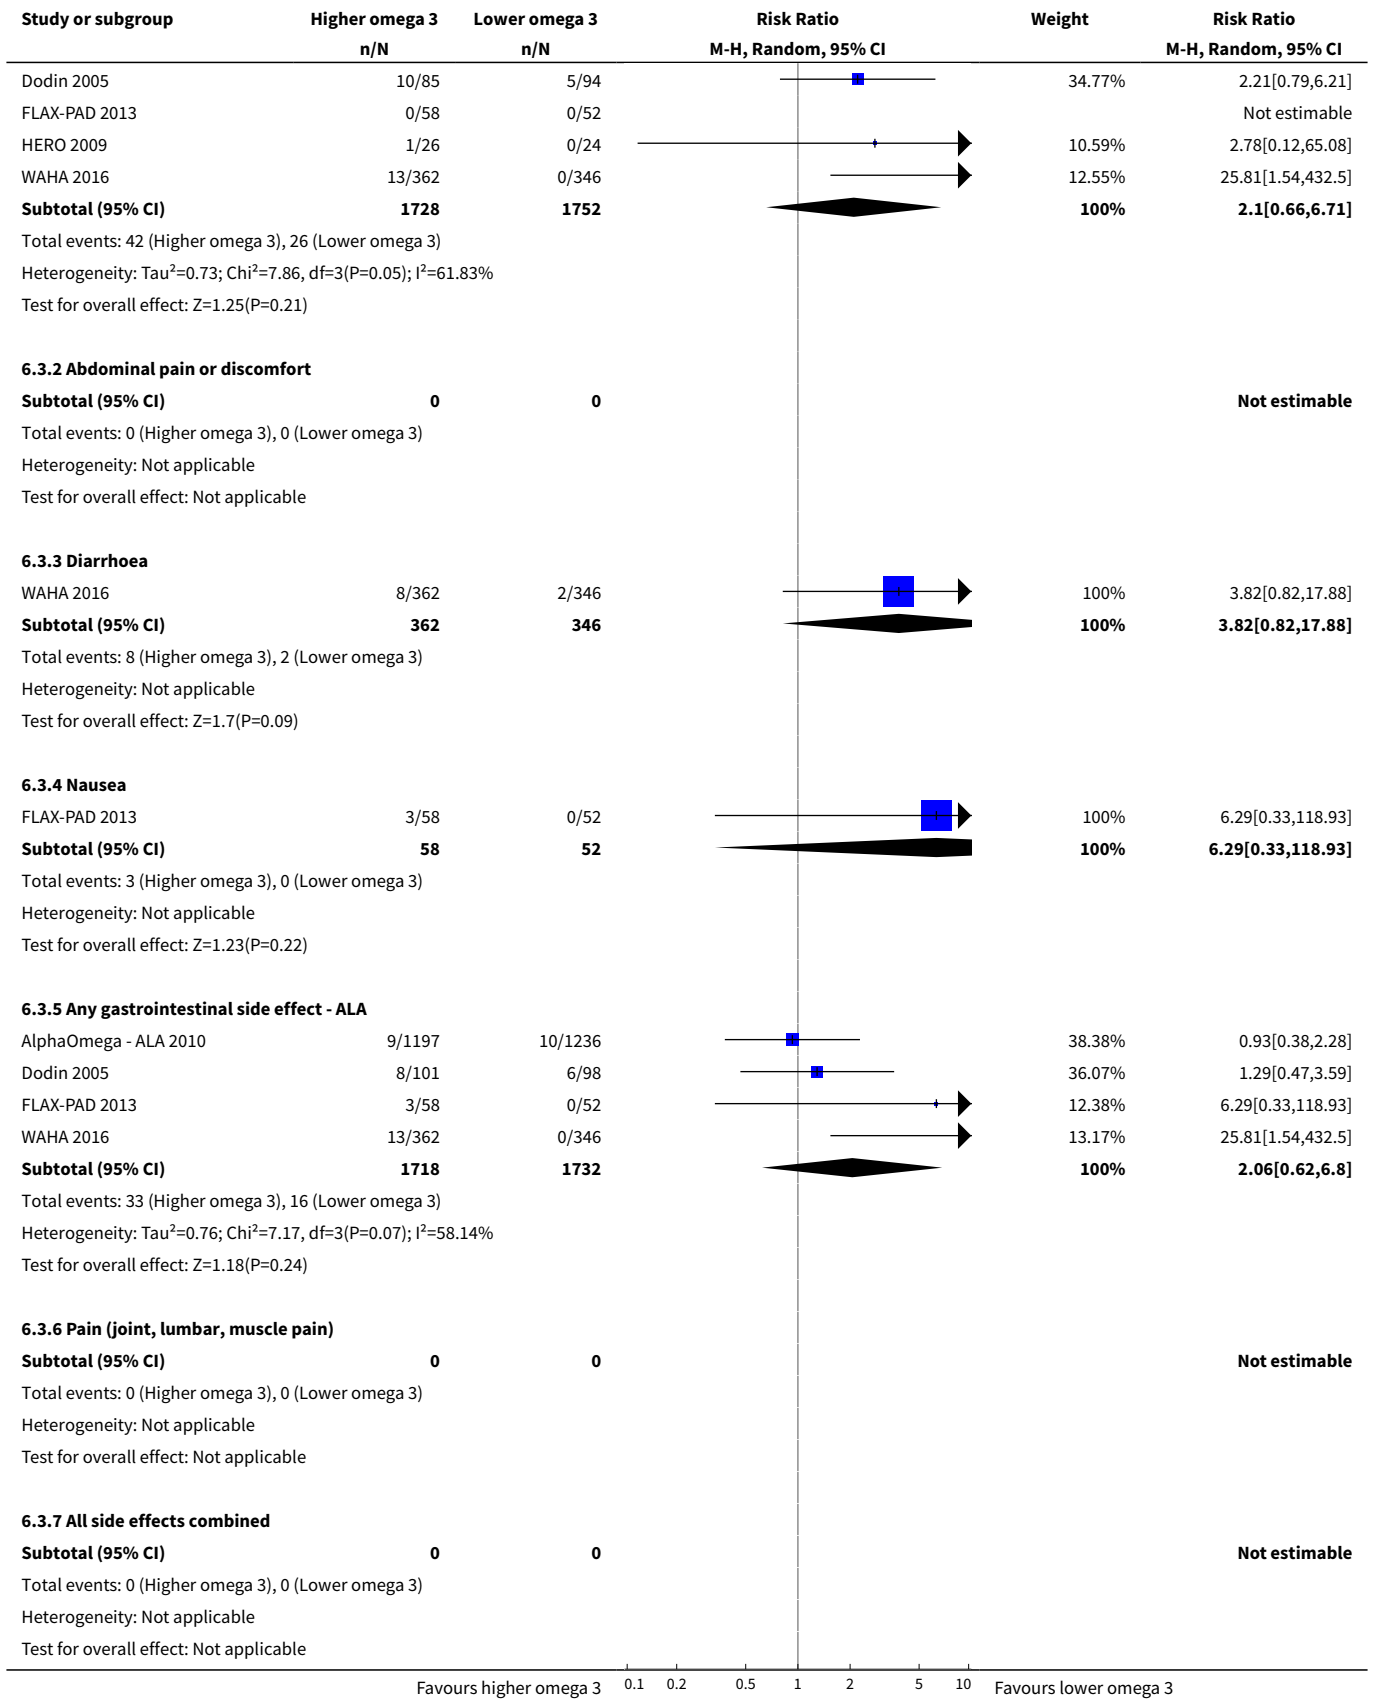 Study or subgroup Higher omega 3 Lower omega 3 Risk Ratio Weight Risk Ratio
n/N n/N M-H, Random, 95% CI M-H, Random, 95% CI
Dodin 2005 10/85 5/94 34.77% 2.21[0.79,6.21]
FLAX-PAD 2013 0/58 0/52 Not estimable
HERO 2009 1/26 0/24 10.59% 2.78[0.12,65.08]
WAHA 2016 13/362 0/346 12.55% 25.81[1.54,432.5]
Subtotal (95% CI) 1728 1752 100% 2.1[0.66,6.71]
Total events: 42 (Higher omega 3), 26 (Lower omega 3)
Heterogeneity: Tau²=0.73; Chi²=7.86, df=3(P=0.05); I²=61.83%
Test for overall effect: Z=1.25(P=0.21)
6.3.2 Abdominal pain or discomfort
Subtotal (95% CI) 0 0 Not estimable
Total events: 0 (Higher omega 3), 0 (Lower omega 3)
Heterogeneity: Not applicable
Test for overall effect: Not applicable
6.3.3 Diarrhoea
WAHA 2016 8/362 2/346 100% 3.82[0.82,17.88]
Subtotal (95% CI) 362 346 100% 3.82[0.82,17.88]
Total events: 8 (Higher omega 3), 2 (Lower omega 3)
Heterogeneity: Not applicable
Test for overall effect: Z=1.7(P=0.09)
6.3.4 Nausea
FLAX-PAD 2013 3/58 0/52 100% 6.29[0.33,118.93]
Subtotal (95% CI) 58 52 100% 6.29[0.33,118.93]
Total events: 3 (Higher omega 3), 0 (Lower omega 3)
Heterogeneity: Not applicable
Test for overall effect: Z=1.23(P=0.22)
6.3.5 Any gastrointestinal side effect - ALA
AlphaOmega - ALA 2010 9/1197 10/1236 38.38% 0.93[0.38,2.28]
Dodin 2005 8/101 6/98 36.07% 1.29[0.47,3.59]
FLAX-PAD 2013 3/58 0/52 12.38% 6.29[0.33,118.93]
WAHA 2016 13/362 0/346 13.17% 25.81[1.54,432.5]
Subtotal (95% CI) 1718 1732 100% 2.06[0.62,6.8]
Total events: 33 (Higher omega 3), 16 (Lower omega 3)
Heterogeneity: Tau²=0.76; Chi²=7.17, df=3(P=0.07); I²=58.14%
Test for overall effect: Z=1.18(P=0.24)
6.3.6 Pain (joint, lumbar, muscle pain)
Subtotal (95% CI) 0 0 Not estimable
Total events: 0 (Higher omega 3), 0 (Lower omega 3)
Heterogeneity: Not applicable
Test for overall effect: Not applicable
6.3.7 All side effects combined
Subtotal (95% CI) 0 0 Not estimable
Total events: 0 (Higher omega 3), 0 (Lower omega 3)
Heterogeneity: Not applicable
Test for overall effect: Not applicable
Favours higher omega 3 0.1 0.2 0.5 1 2 5 10 Favours lower omega 3